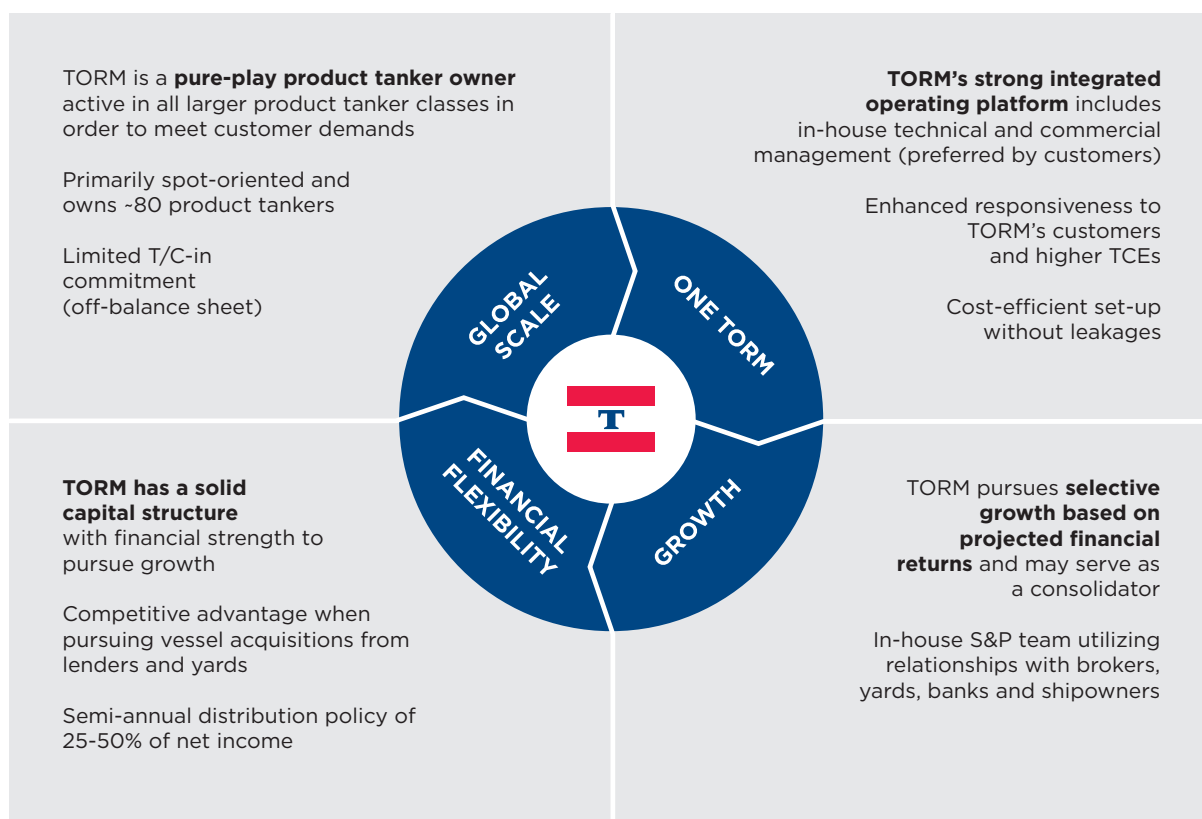 TORM is a pure-play product tanker owner
active in all larger product tanker classes in
order to meet customer demands
Primarily spot-oriented and
owns ~80 product tankers
Limited T/C-in
commitment
(off-balance sheet)
TORM’s strong integrated
operating platform includes
in-house technical and commercial
management (preferred by customers)
Enhanced responsiveness to
TORM’s customers
and higher TCEs
Cost-efficient set-up
without leakages
GLOBAL
SCALE
ONE TORM
T
FINANCIAL
FLEXIBILITY
GROWTH
TORM has a solid
capital structure
with financial strength to
pursue growth
Competitive advantage when
pursuing vessel acquisitions from
lenders and yards
Semi-annual distribution policy of
25-50% of net income
TORM pursues selective
growth based on
projected financial
returns and may serve as
a consolidator
In-house S&P team utilizing
relationships with brokers,
yards, banks and shipowners